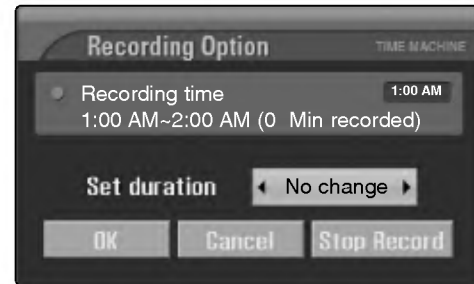 Recording Option TIME MACHINE
Recording time 1:00 AM
1:00 AM~2:00 AM (0 Min recorded)
Set duration No change
OK Cancel Stop Record